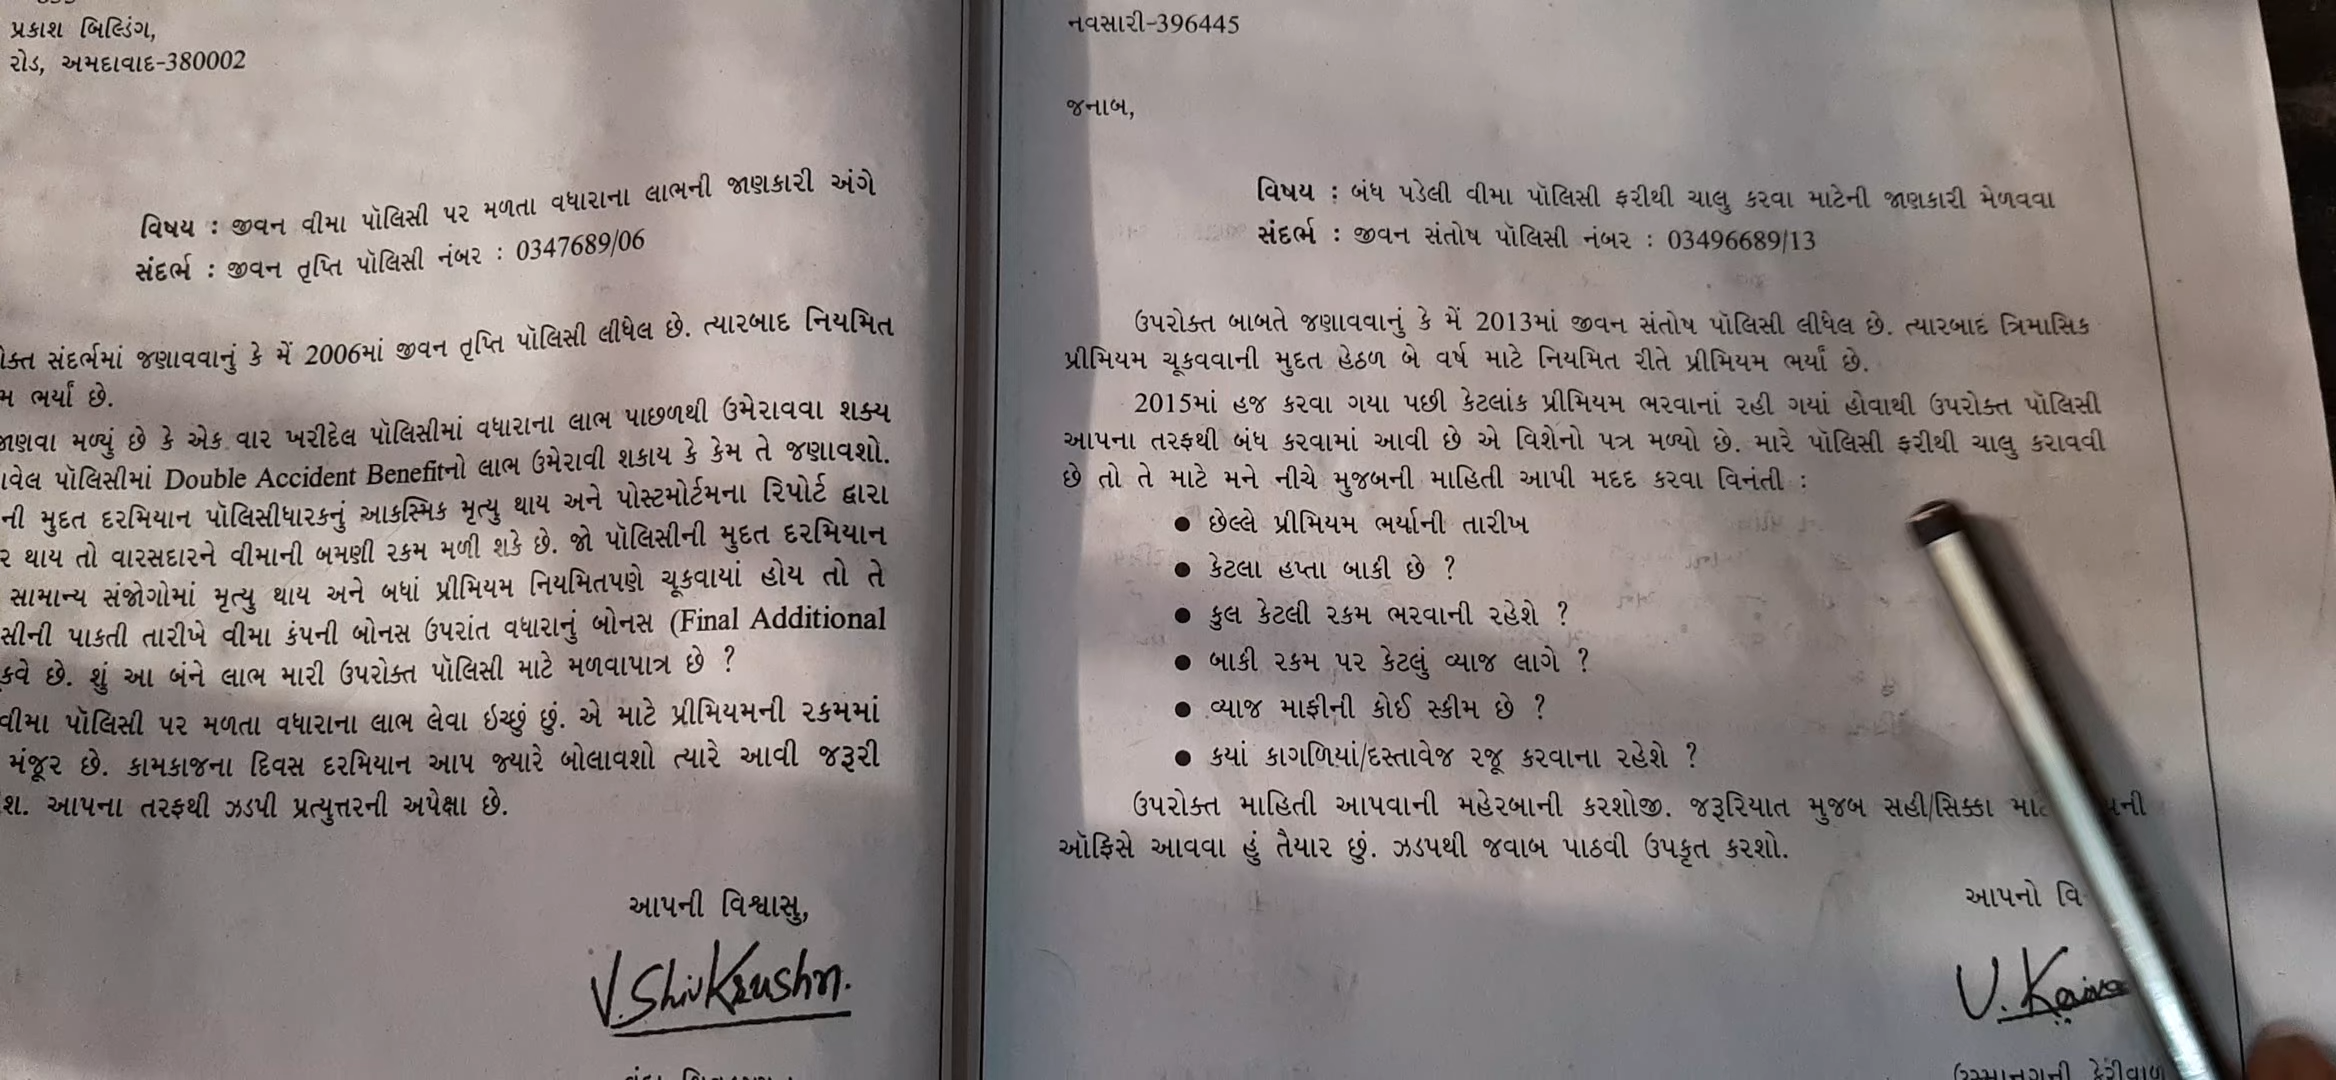 પ્રકાશ બિલ્ડિંગ,
રોડ, અમદાવાદ-380002
વિષય : જીવન વીમા પૉલિસી પર મળતા વધારાના લાભની જાણકારી અંગે
સંદર્ભ : જીવન તૃપ્તિ પૉલિસી નંબર : 0347689/06
સંદર્ભમાં જણાવવાનું કે મેં 2006માં જીવન તૃપ્તિ પૉલિસી લીધેલ છે. ત્યારબાદ નિયમિત
ભર્યાં છે.
જાણવા મળ્યું છે કે એક વાર ખરીદેલ પૉલિસીમાં વધારાના લાભ પાછળથી ઉમેરાવવા શક્ય
પૉલિસીમાં Double Accident Benefitનો લાભ ઉમેરાવી શકાય કે કેમ તે જણાવશો.
ની મુદત દરમિયાન પૉલિસીધારકનું આકસ્મિક મૃત્યુ થાય અને પોસ્ટમોર્ટમના રિપોર્ટ દ્વારા
થાય તો વારસદારને વીમાની બમણી રકમ મળી શકે છે. જો પૉલિસીની મુદત દરમિયાન
સામાન્ય સંજોગોમાં મૃત્યુ થાય અને બધાં પ્રીમિયમ નિયમિતપણે ચૂકવાયાં હોય તો તે
સીની પાકતી તારીખે વીમા કંપની બોનસ ઉપરાંત વધારાનું બોનસ (Final Additional
કવે છે. શું આ બંને લાભ મારી ઉપરોક્ત પૉલિસી માટે મળવાપાત્ર છે ?
વીમા પૉલિસી પર મળતા વધારાના લાભ લેવા ઇચ્છું છું. એ માટે પ્રીમિયમની રકમમાં
મંજૂર છે. કામકાજના દિવસ દરમિયાન આપ જ્યારે બોલાવશો ત્યારે આવી જરૂરી
શ. આપના તરફથી ઝડપી પ્રત્યુત્તરની અપેક્ષા છે.
આપની વિશ્વાસુ,
V.ShivKrushn.
નવસારી-396445
જનાબ,
વિષય : બંધ પડેલી વીમા પૉલિસી ફરીથી ચાલુ કરવા માટેની જાણકારી મેળવવા
સંદર્ભ : જીવન સંતોષ પૉલિસી નંબર : 03496689/13
ઉપરોક્ત બાબતે જણાવવાનું કે મેં 2013માં જીવન સંતોષ પૉલિસી લીધેલ છે. ત્યારબાદ ત્રિમાસિક
પ્રીમિયમ ચૂકવવાની મુદત હેઠળ બે વર્ષ માટે નિયમિત રીતે પ્રીમિયમ ભર્યાં છે.
2015માં હજ કરવા ગયા પછી કેટલાંક પ્રીમિયમ ભરવાનાં રહી ગયાં હોવાથી ઉપરોક્ત પૉલિસી
આપના તરફથી બંધ કરવામાં આવી છે એ વિશેનો પત્ર મળ્યો છે. મારે પૉલિસી ફરીથી ચાલુ કરાવવી
છે તો તે માટે મને નીચે મુજબની માહિતી આપી મદદ કરવા વિનંતી :
● છેલ્લે પ્રીમિયમ ભર્યાની તારીખ
● કેટલા હપ્તા બાકી છે ?
● કુલ કેટલી રકમ ભરવાની રહેશે ?
● બાકી રકમ પર કેટલું વ્યાજ લાગે ?
● વ્યાજ માફીની કોઈ સ્કીમ છે ?
● કયાં કાગળિયાં/દસ્તાવેજ રજૂ કરવાના રહેશે ?
ઉપરોક્ત માહિતી આપવાની મહેરબાની કરશોજી. જરૂરિયાત મુજબ સહી/સિક્કા
ઑફિસે આવવા હું તૈયાર છું. ઝડપથી જવાબ પાઠવી ઉપકૃત કરશો.
આપનો વિ